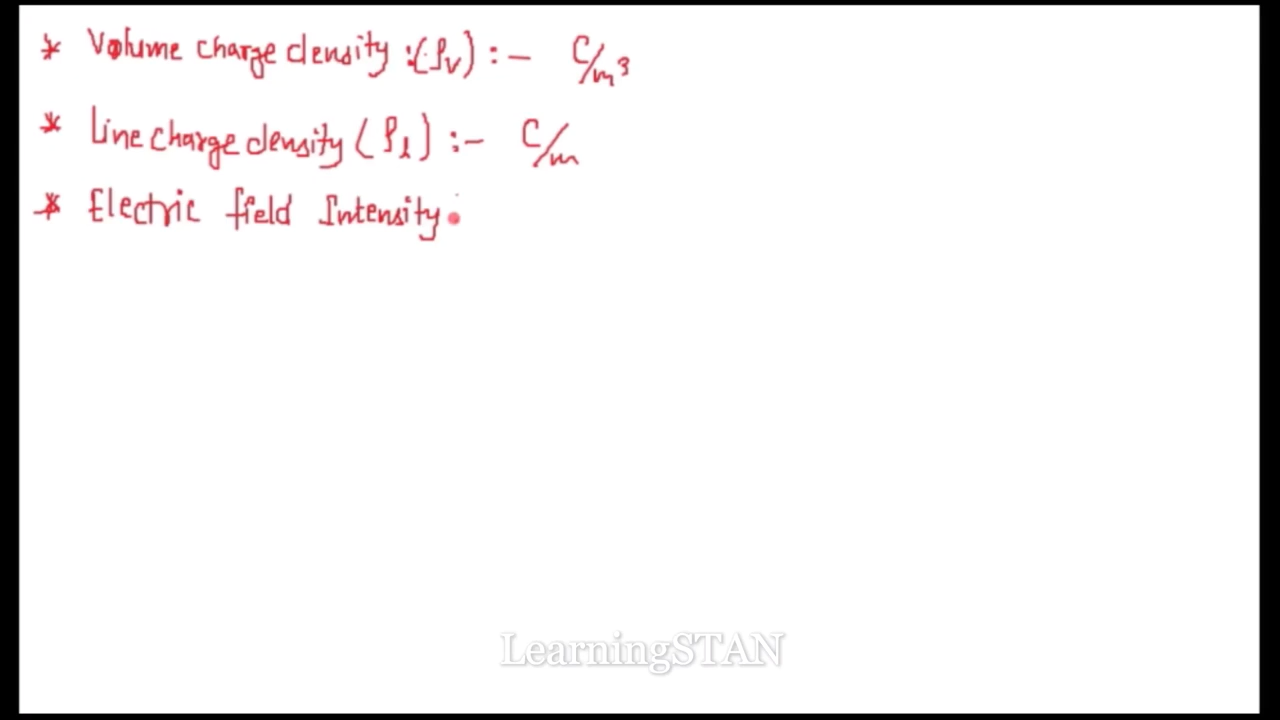 * Volume charge density :(ρv) :- C/m³
* Line charge density (ρl) :- C/m
* Electric field Intensity :
LearningSTAN